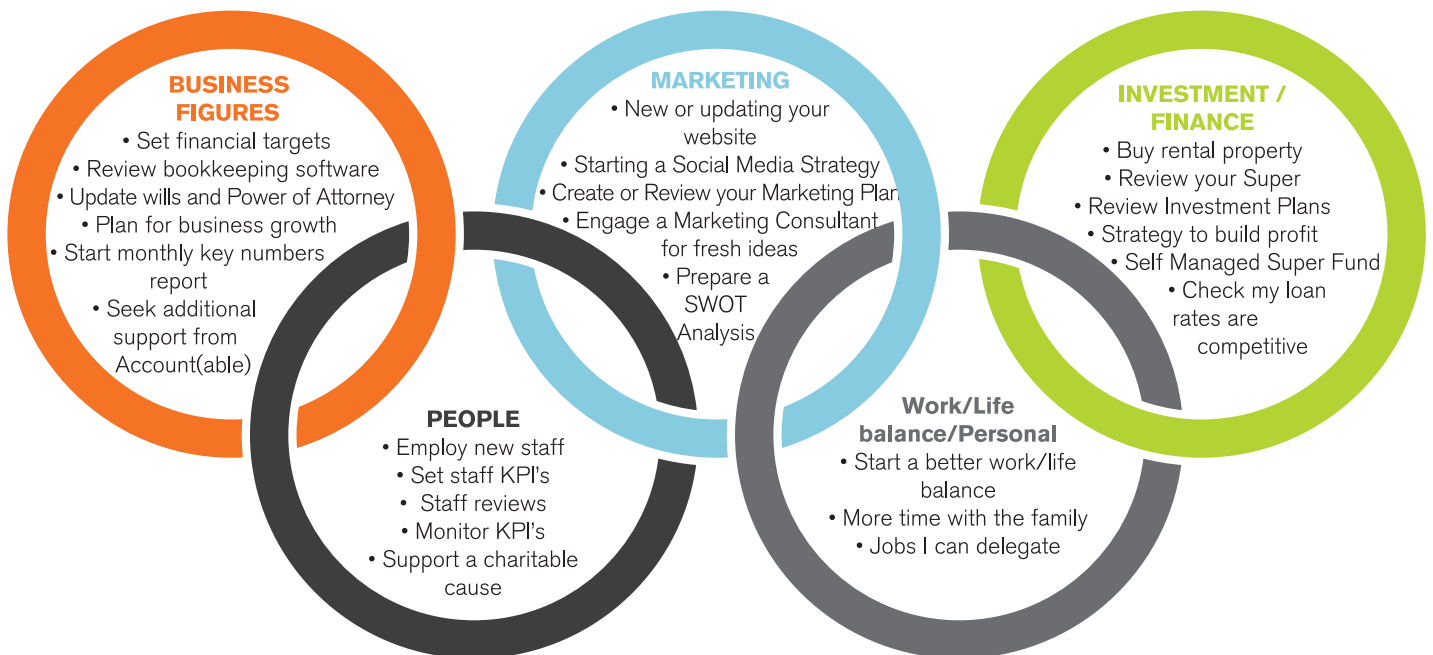 BUSINESS
FIGURES
• Set financial targets
• Review bookkeeping software
• Update wills and Power of Attorney
• Plan for business growth
• Start monthly key numbers
report
• Seek additional
support from
Account(able)
MARKETING
• New or updating your
website
• Starting a Social Media Strategy
• Create or Review your Marketing Plan
• Engage a Marketing Consultant
for fresh ideas
• Prepare a
SWOT
Analysis
INVESTMENT /
FINANCE
• Buy rental property
• Review your Super
• Review Investment Plans
• Strategy to build profit
• Self Managed Super Fund
• Check my loan
rates are
competitive
PEOPLE
• Employ new staff
• Set staff KPI's
• Staff reviews
• Monitor KPI's
• Support a charitable
cause
Work/Life
balance/Personal
• Start a better work/life
balance
• More time with the family
• Jobs I can delegate